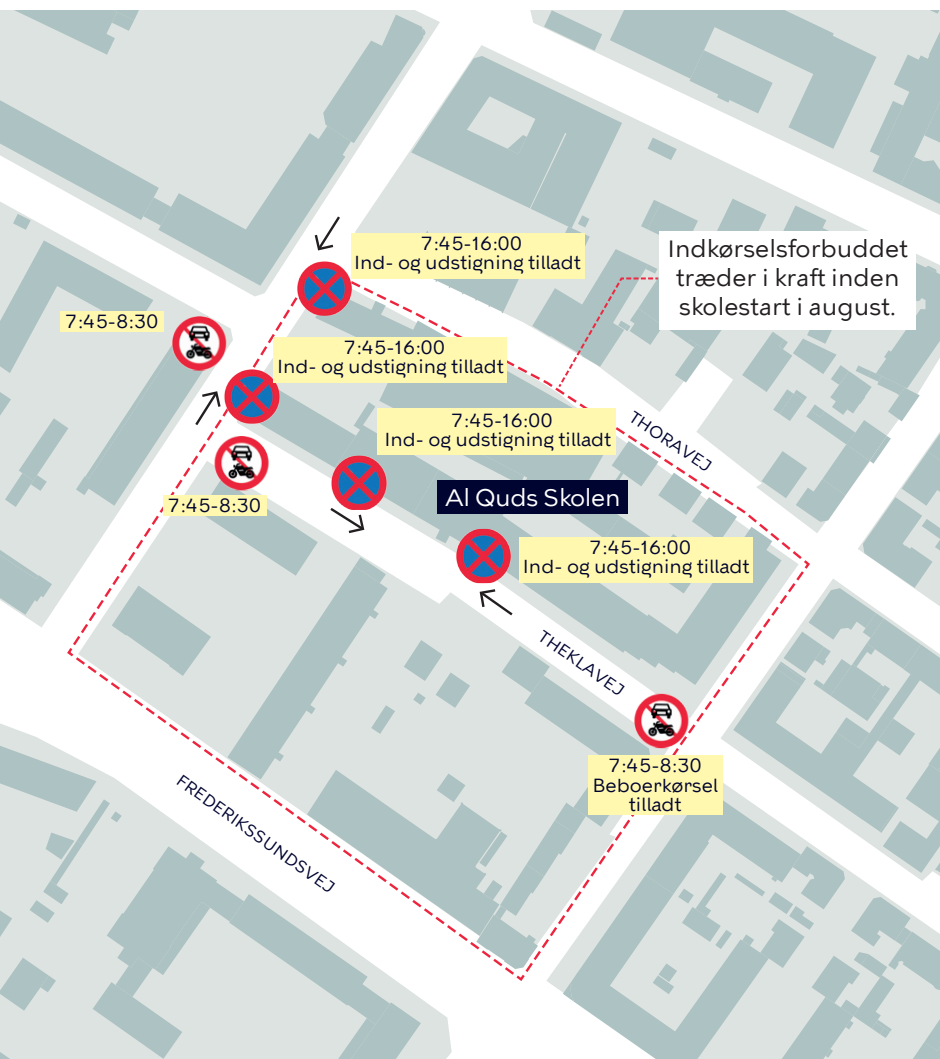 7:45-16:00
Ind- og udstigning tilladt
Indkørselsforbuddet
træder i kraft inden
skolestart i august.
7:45-8:30
7:45-16:00
Ind- og udstigning tilladt
7:45-16:00
Ind- og udstigning tilladt
THORAVEJ
7:45-8:30
Al Quds Skolen
7:45-16:00
Ind- og udstigning tilladt
THEKLAVEJ
7:45-8:30
Beboerkørsel
tilladt
FREDERIKSSUNDSVEJ